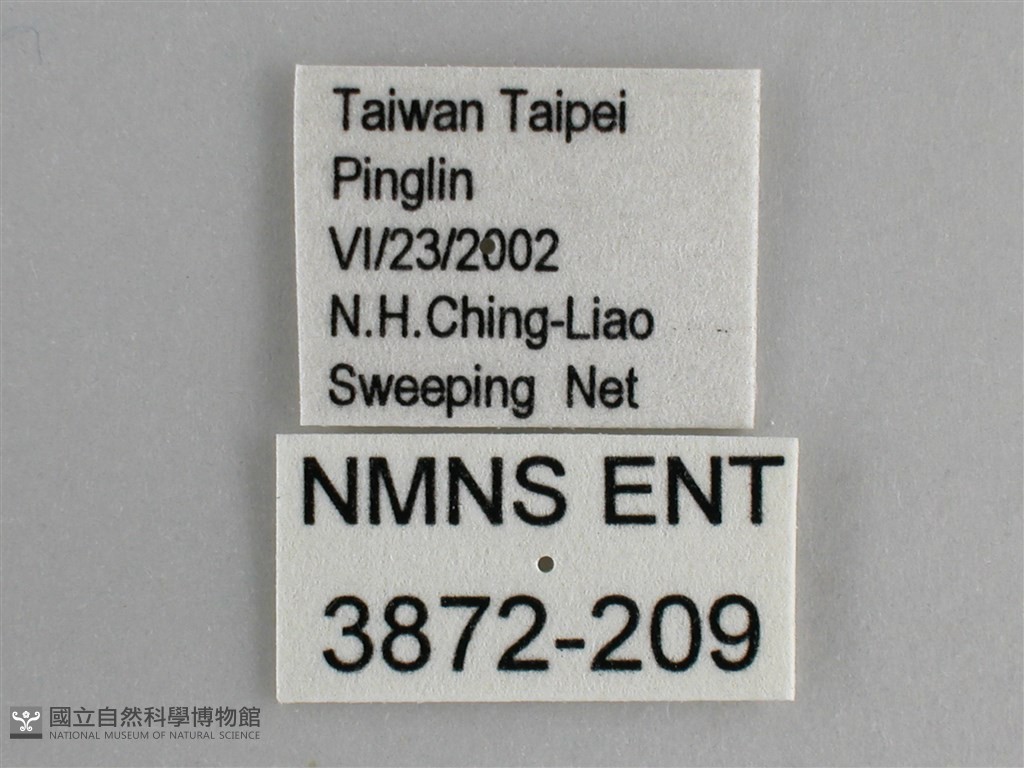 Taiwan Taipei
Pinglin
VI/23/2002
N.H.Ching-Liao
Sweeping Net
NMNS ENT
3872-209
國立自然科學博物館
NATIONAL MUSEUM OF NATURAL SCIENCE